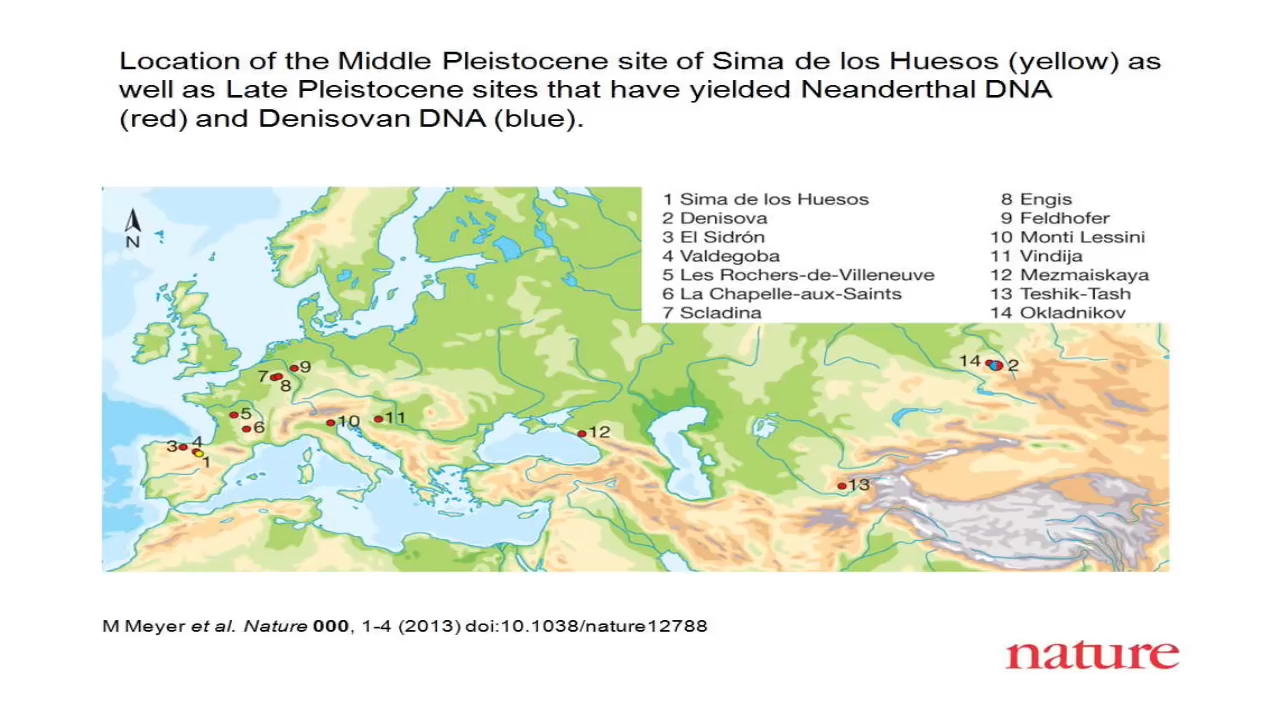 Location of the Middle Pleistocene site of Sima de los Huesos (yellow) as
well as Late Pleistocene sites that have yielded Neanderthal DNA
(red) and Denisovan DNA (blue).
N
1 Sima de los Huesos
2 Denisova
3 El Sidrón
4 Valdegoba
5 Les Rochers-de-Villeneuve
6 La Chapelle-aux-Saints
7 Scladina
8 Engis
9 Feldhofer
10 Monti Lessini
11 Vindija
12 Mezmaiskaya
13 Teshik-Tash
14 Okladnikov
14
2
9
7
8
5
6
10
11
12
3
4
1
13
M Meyer et al. Nature 000, 1-4 (2013) doi:10.1038/nature12788
nature